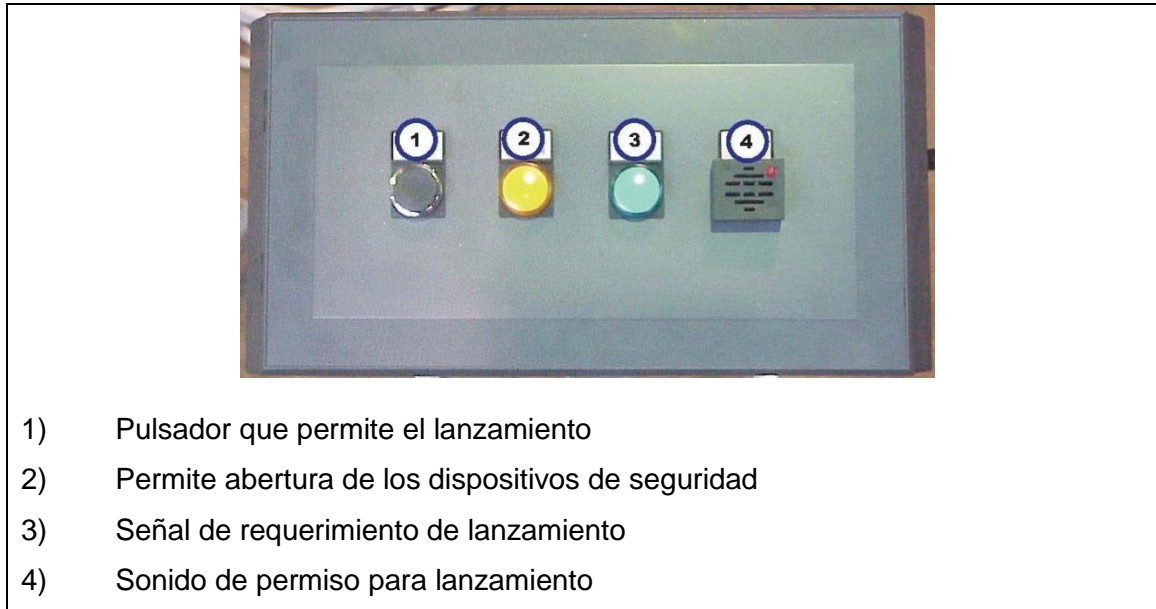 1 2 3 4
1) Pulsador que permite el lanzamiento
2) Permite abertura de los dispositivos de seguridad
3) Señal de requerimiento de lanzamiento
4) Sonido de permiso para lanzamiento